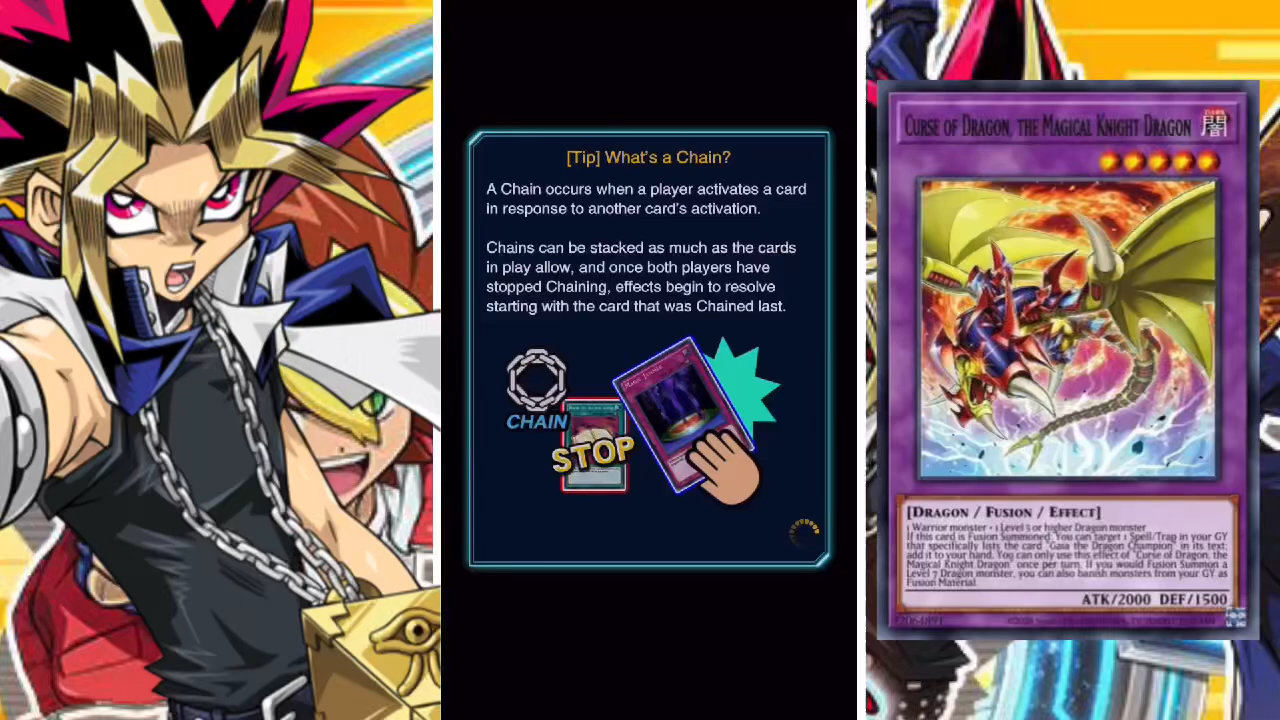 [Tip] What's a Chain?
A Chain occurs when a player activates a card
in response to another card's activation.
Chains can be stacked as much as the cards
in play allow, and once both players have
stopped Chaining, effects begin to resolve
starting with the card that was Chained last.
CHAIN
STOP
CURSE OF DRAGON, THE MAGICAL KNIGHT DRAGON
闇
[DRAGON / FUSION / EFFECT]
1 Warrior monster + 1 Level 5 or higher Dragon monster
If this card is Fusion Summoned: You can target 1 Spell/Trap in your GY
that specifically lists the card "Gaia the Dragon Champion" in its text;
add it to your hand. You can only use this effect of "Curse of Dragon, the
Magical Knight Dragon" once per turn. If you would Fusion Summon a
Level 7 Dragon monster, you can also banish monsters from your GY as
Fusion Material.
ATK/2000 DEF/1500